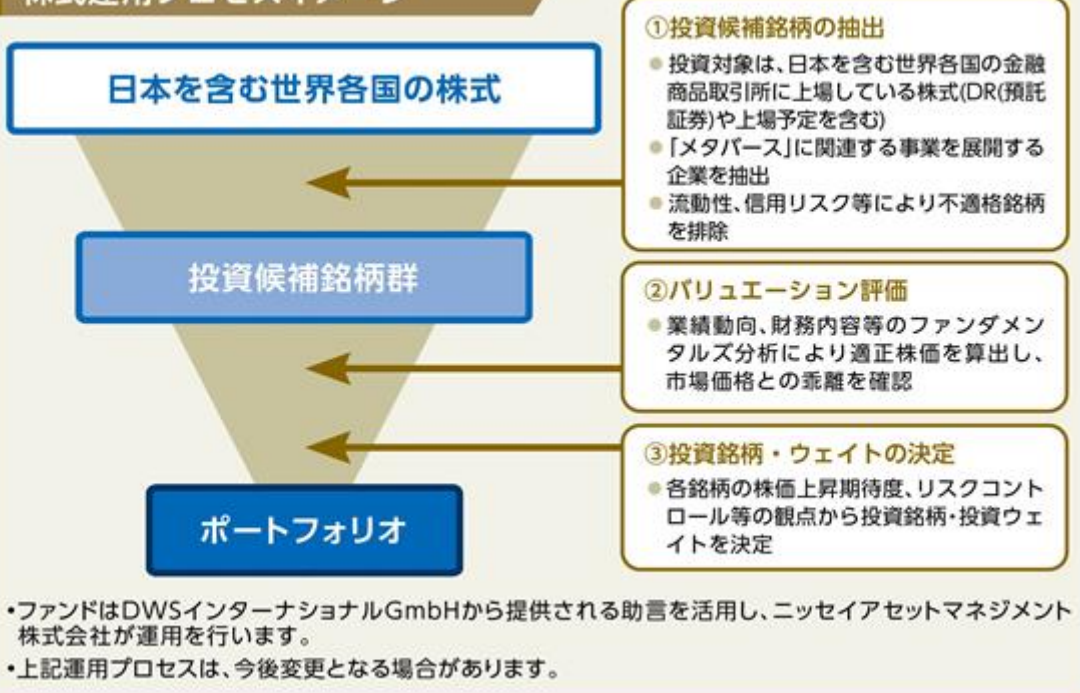 株式運用プロセスイメージ
日本を含む世界各国の株式
投資候補銘柄群
ポートフォリオ
①投資候補銘柄の抽出
●投資対象は、日本を含む世界各国の金融
商品取引所に上場している株式(DR(預託
証券)や上場予定を含む)
●「メタバース」に関連する事業を展開する
企業を抽出
●流動性、信用リスク等により不適格銘柄
を排除
②バリュエーション評価
●業績動向、財務内容等のファンダメン
タルズ分析により適正株価を算出し、
市場価格との乖離を確認
③投資銘柄・ウェイトの決定
●各銘柄の株価上昇期待度、リスクコント
ロール等の観点から投資銘柄・投資ウェ
イトを決定
•ファンドはDWSインターナショナルGmbHから提供される助言を活用し、ニッセイアセットマネジメント
株式会社が運用を行います。
•上記運用プロセスは、今後変更となる場合があります。